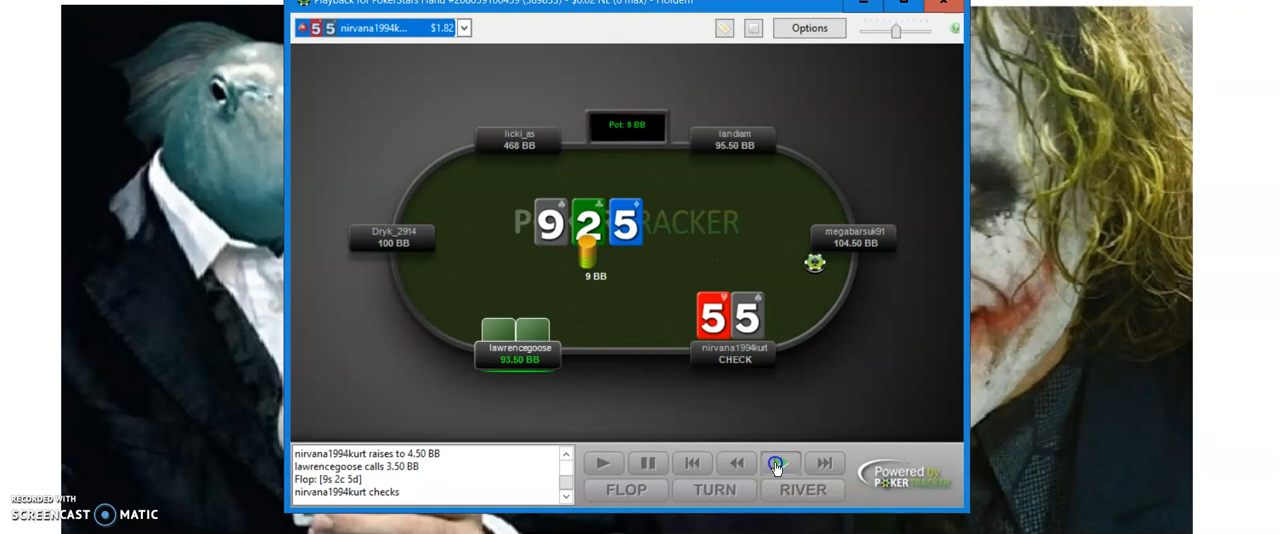 Playback for PokerStars Hand #208059100459 (589855) - $0.02 NL (6 max) - Holdem
5 5 nirvana1994k... $1.82
Options
Pot: 9 BB
licki_as
468 BB
landiam
95.50 BB
9 2 5
POKERTRACKER
Dryk_2914
100 BB
megabarsuk91
104.50 BB
9 BB
5 5
lawrencegoose
93.50 BB
nirvana1994kurt
CHECK
nirvana1994kurt raises to 4.50 BB
lawrencegoose calls 3.50 BB
Flop: [9s 2c 5d]
nirvana1994kurt checks
Powered by
POKERTRACKER
FLOP
TURN
RIVER
RECORDED WITH
SCREENCAST MATIC